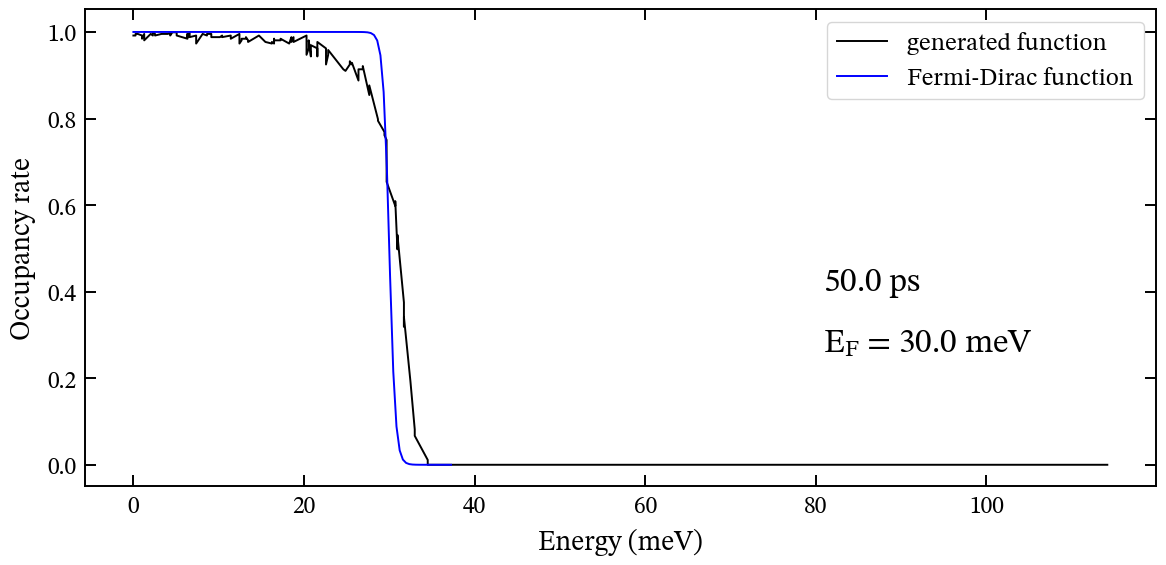 generated function
Fermi-Dirac function
1.0
0.8
0.6
0.4
0.2
0.0
Occupancy rate
50.0 ps
E_F = 30.0 meV
0 20 40 60 80 100
Energy (meV)